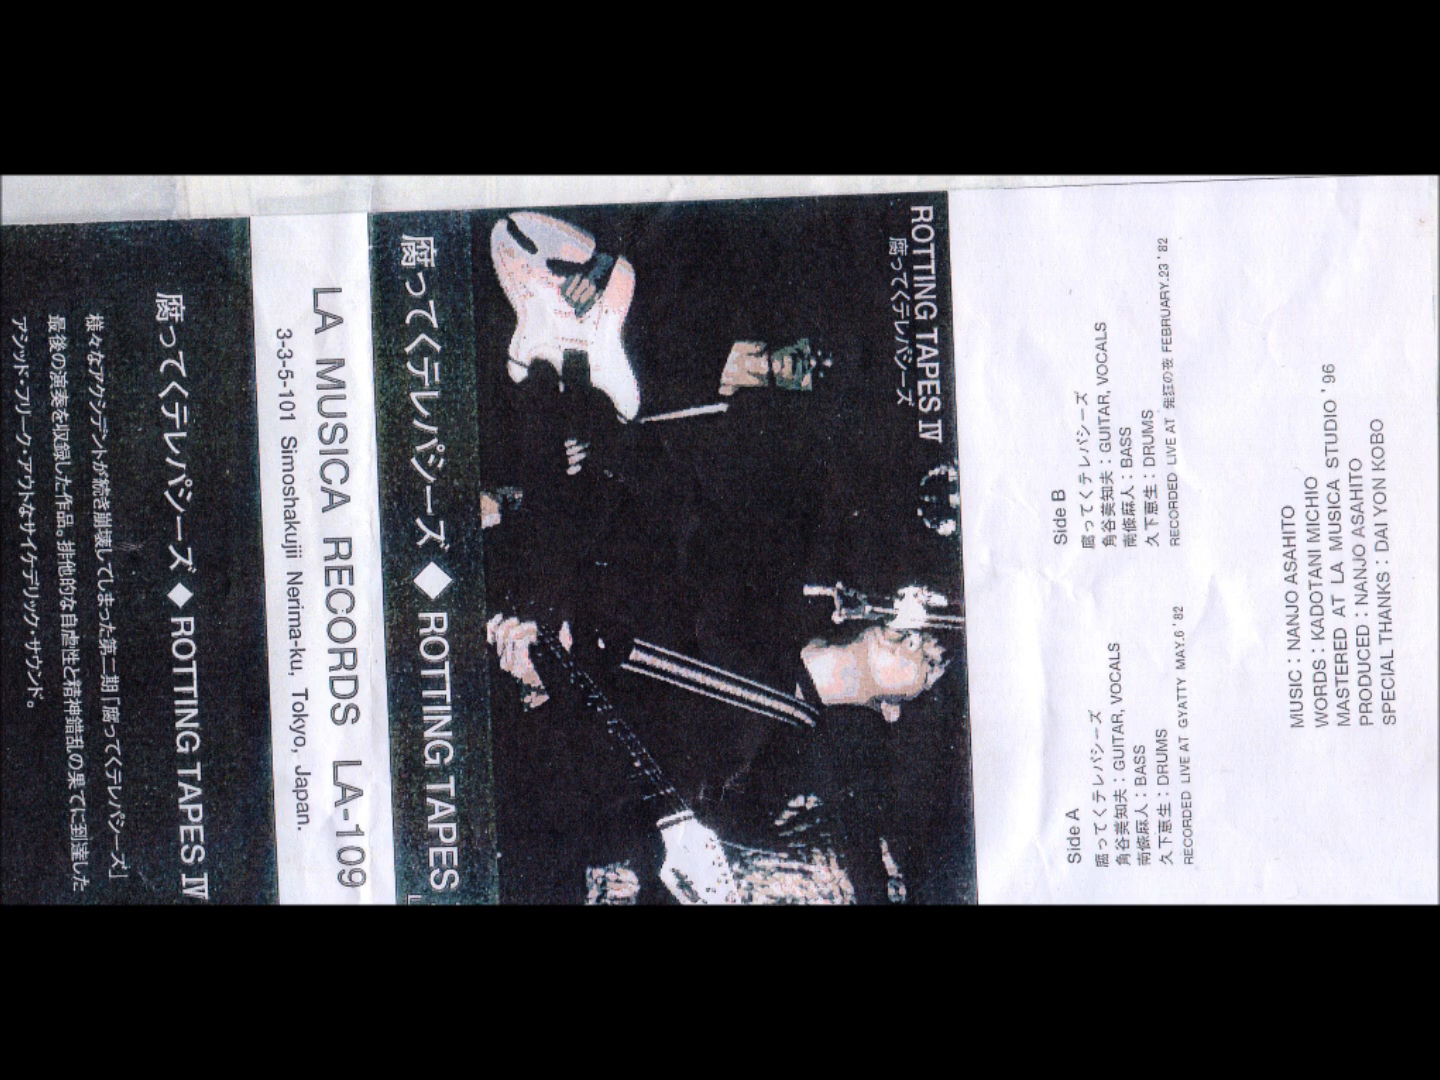 腐ってくテレパシーズ ◆ ROTTING TAPES Ⅳ
様々なアクシデントが続き崩壊してしまった第二期「腐ってくテレパシーズ」
最後の演奏を収録した作品。排他的な自虐性と精神錯乱の果てに到達した
アシッド・フリーク・アウトなサイケデリック・サウンド。
LA MUSICA RECORDS LA-109
3-3-5-101 Simoshakujii Nerima-ku, Tokyo, Japan.
腐ってくテレパシーズ ◆ ROTTING TAPES
ROTTING TAPES Ⅳ
腐ってくテレパシーズ
Side A
腐ってくテレパシーズ
角谷美知夫 : GUITAR, VOCALS
南條麻人 : BASS
久下恵生 : DRUMS
RECORDED LIVE AT GYATTY MAY.6 ' 82
Side B
腐ってくテレパシーズ
角谷美知夫 : GUITAR, VOCALS
南條麻人 : BASS
久下恵生 : DRUMS
RECORDED LIVE AT 発狂の夜 FEBRUARY.23 ' 82
MUSIC : NANJO ASAHITO
WORDS : KADOTANI MICHIO
MASTERED AT LA MUSICA STUDIO ' 96
PRODUCED : NANJO ASAHITO
SPECIAL THANKS : DAI YON KOBO